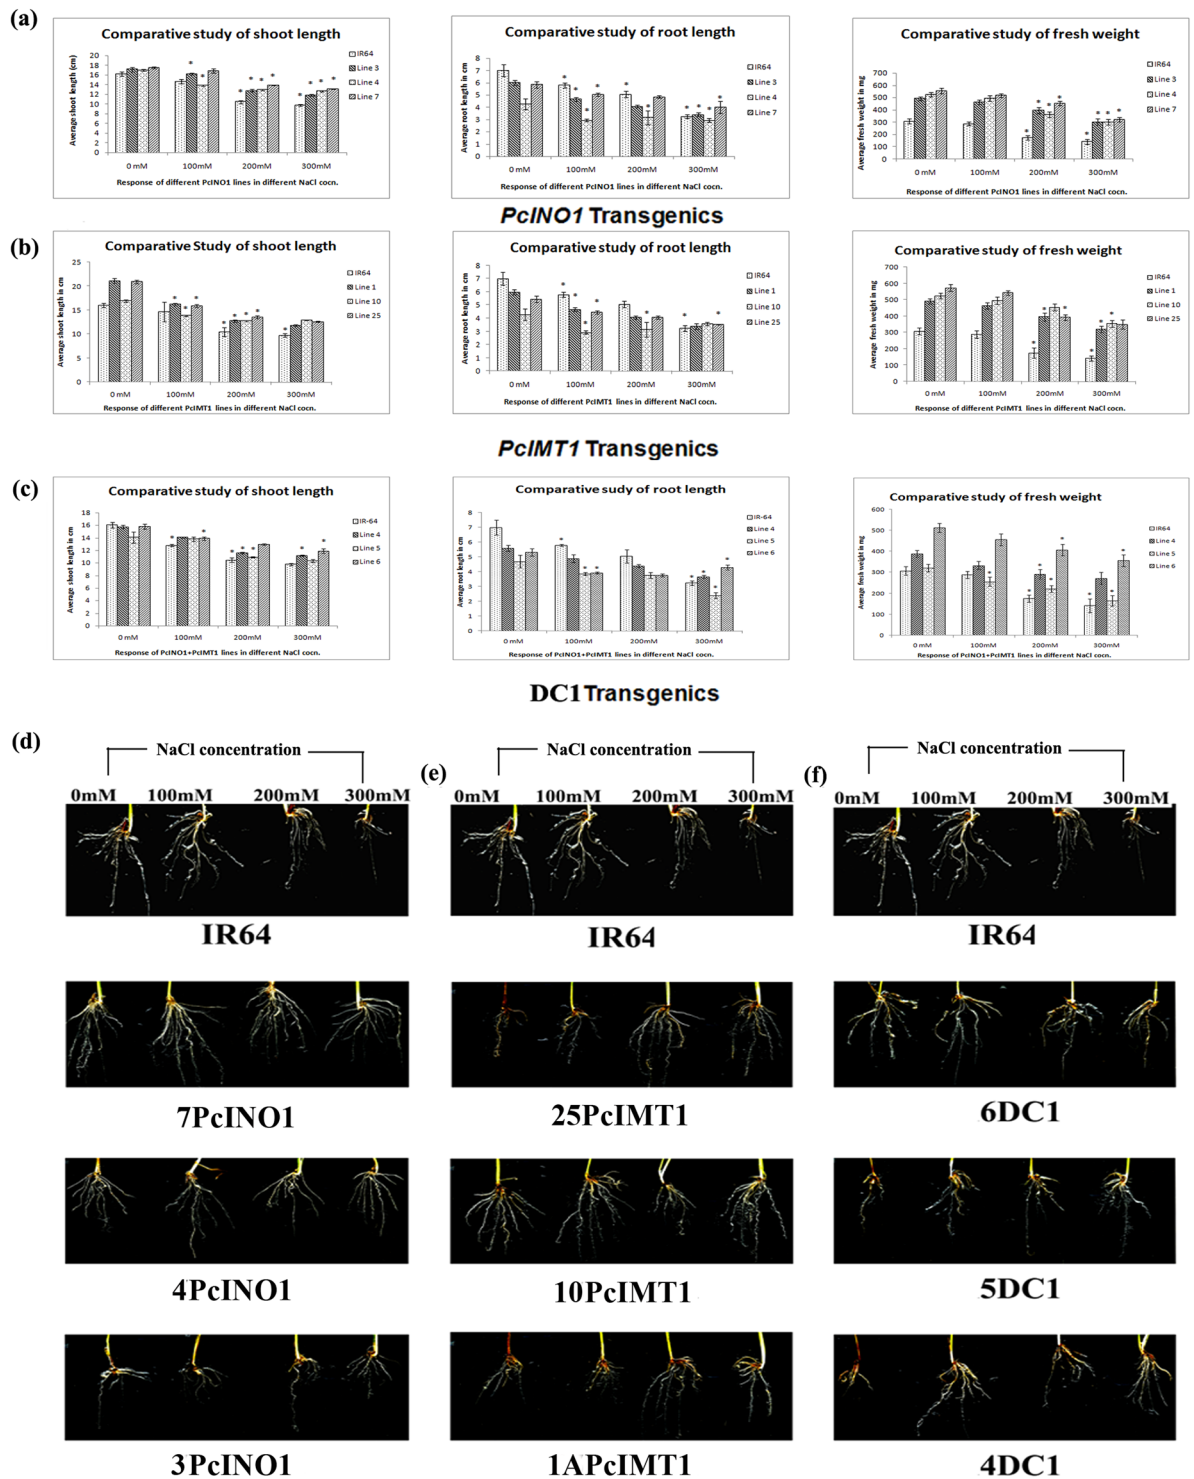 (a)
Comparative study of shoot length
Average shoot length (cm)
20
18
16
14
12
10
8
6
4
2
0
0 mM 100mM 200mM 300mM
Response of different PcINO1 lines in different NaCl cocn.
IR64
Line 3
Line 4
Line 7
Comparative study of root length
Average root length in cm
8
7
6
5
4
3
2
1
0
0 mM 100mM 200mM 300mM
Response of different PcINO1 lines in different NaCl cocn.
IR64
Line 3
Line 4
Line 7
Comparative study of fresh weight
Average fresh weight in mg
700
600
500
400
300
200
100
0
0 mM 100mM 200mM 300mM
Response of different PcINO1 lines in different NaCl cocn.
IR64
Line 3
Line 4
Line 7
PcINO1 Transgenics
(b)
Comparative Study of shoot length
Average shoot length in cm
25
20
15
10
5
0
0 mM 100mM 200mM 300mM
Response of different PcIMT1 lines in different NaCl cocn.
IR64
Line 1
Line 10
Line 25
Comparative study of root length
Average root length in cm
8
7
6
5
4
3
2
1
0
0 mM 100mM 200mM 300mM
Response of different PcIMT1 lines in different NaCl cocn.
IR64
Line 1
Line 10
Line 25
Comparative study of fresh weight
Average fresh weight in mg
700
600
500
400
300
200
100
0
0 mM 100mM 200mM 300mM
Response of different PcIMT1 lines in different NaCl cocn.
IR64
Line 1
Line 10
Line 25
PcIMT1 Transgenics
(c)
Comparative study of shoot length
Average shoot length in cm
18
16
14
12
10
8
6
4
2
0
0 mM 100mM 200mM 300mM
Response of PcINO1+PcIMT1 lines in different NaCl cocn.
IR-64
Line 4
Line 5
Line 6
Comparative sudy of root length
Average root length in cm
8
7
6
5
4
3
2
1
0
0 mM 100mM 200mM 300mM
Response of PcINO1+PcIMT1 lines in different NaCl cocn.
IR-64
Line 4
Line 5
Line 6
Comparative study of fresh weight
Average fresh weight in mg
600
500
400
300
200
100
0
0 mM 100mM 200mM 300mM
Response of PcINO1+PcIMT1 lines in different NaCl cocn.
IR64
Line 4
Line 5
Line 6
DC1 Transgenics
(d)
NaCl concentration
0mM 100mM 200mM 300mM
IR64
7PcINO1
4PcINO1
3PcINO1
(e)
NaCl concentration
0mM 100mM 200mM 300mM
IR64
25PcIMT1
10PcIMT1
1APcIMT1
(f)
NaCl concentration
0mM 100mM 200mM 300mM
IR64
6DC1
5DC1
4DC1